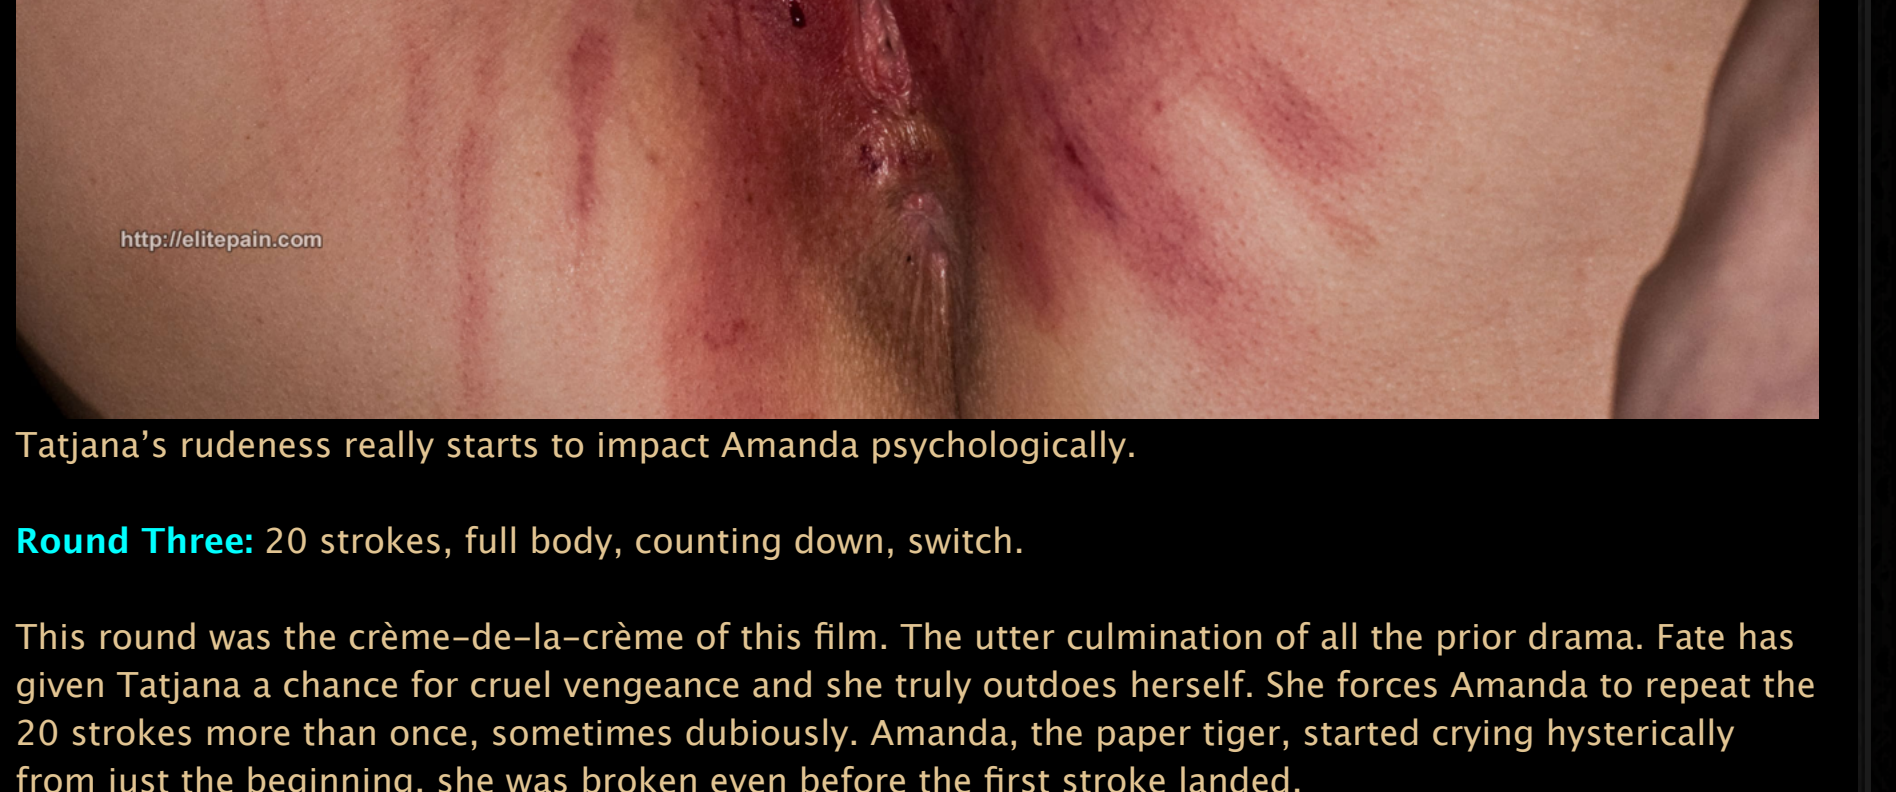 http://elitepain.com
Tatjana’s rudeness really starts to impact Amanda psychologically.
Round Three: 20 strokes, full body, counting down, switch.
This round was the crème-de-la-crème of this film. The utter culmination of all the prior drama. Fate has
given Tatjana a chance for cruel vengeance and she truly outdoes herself. She forces Amanda to repeat the
20 strokes more than once, sometimes dubiously. Amanda, the paper tiger, started crying hysterically
from just the beginning, she was broken even before the first stroke landed.